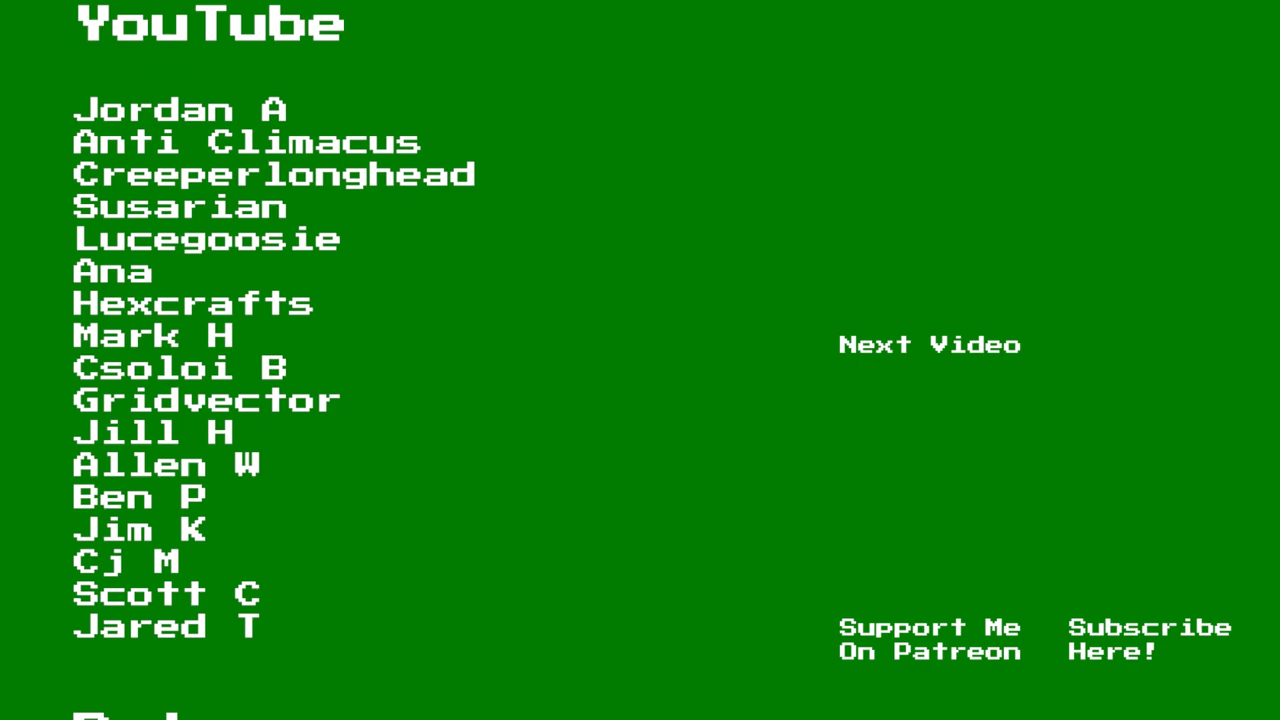 YouTube
Jordan A
Anti Climacus
Creeperlonghead
Susarian
Lucegoosie
Ana
Hexcrafts
Mark H
Csoloi B
Gridvector
Jill H
Allen W
Ben P
Jim K
Cj M
Scott C
Jared T
Next Video
Support Me
On Patreon
Subscribe
Here!